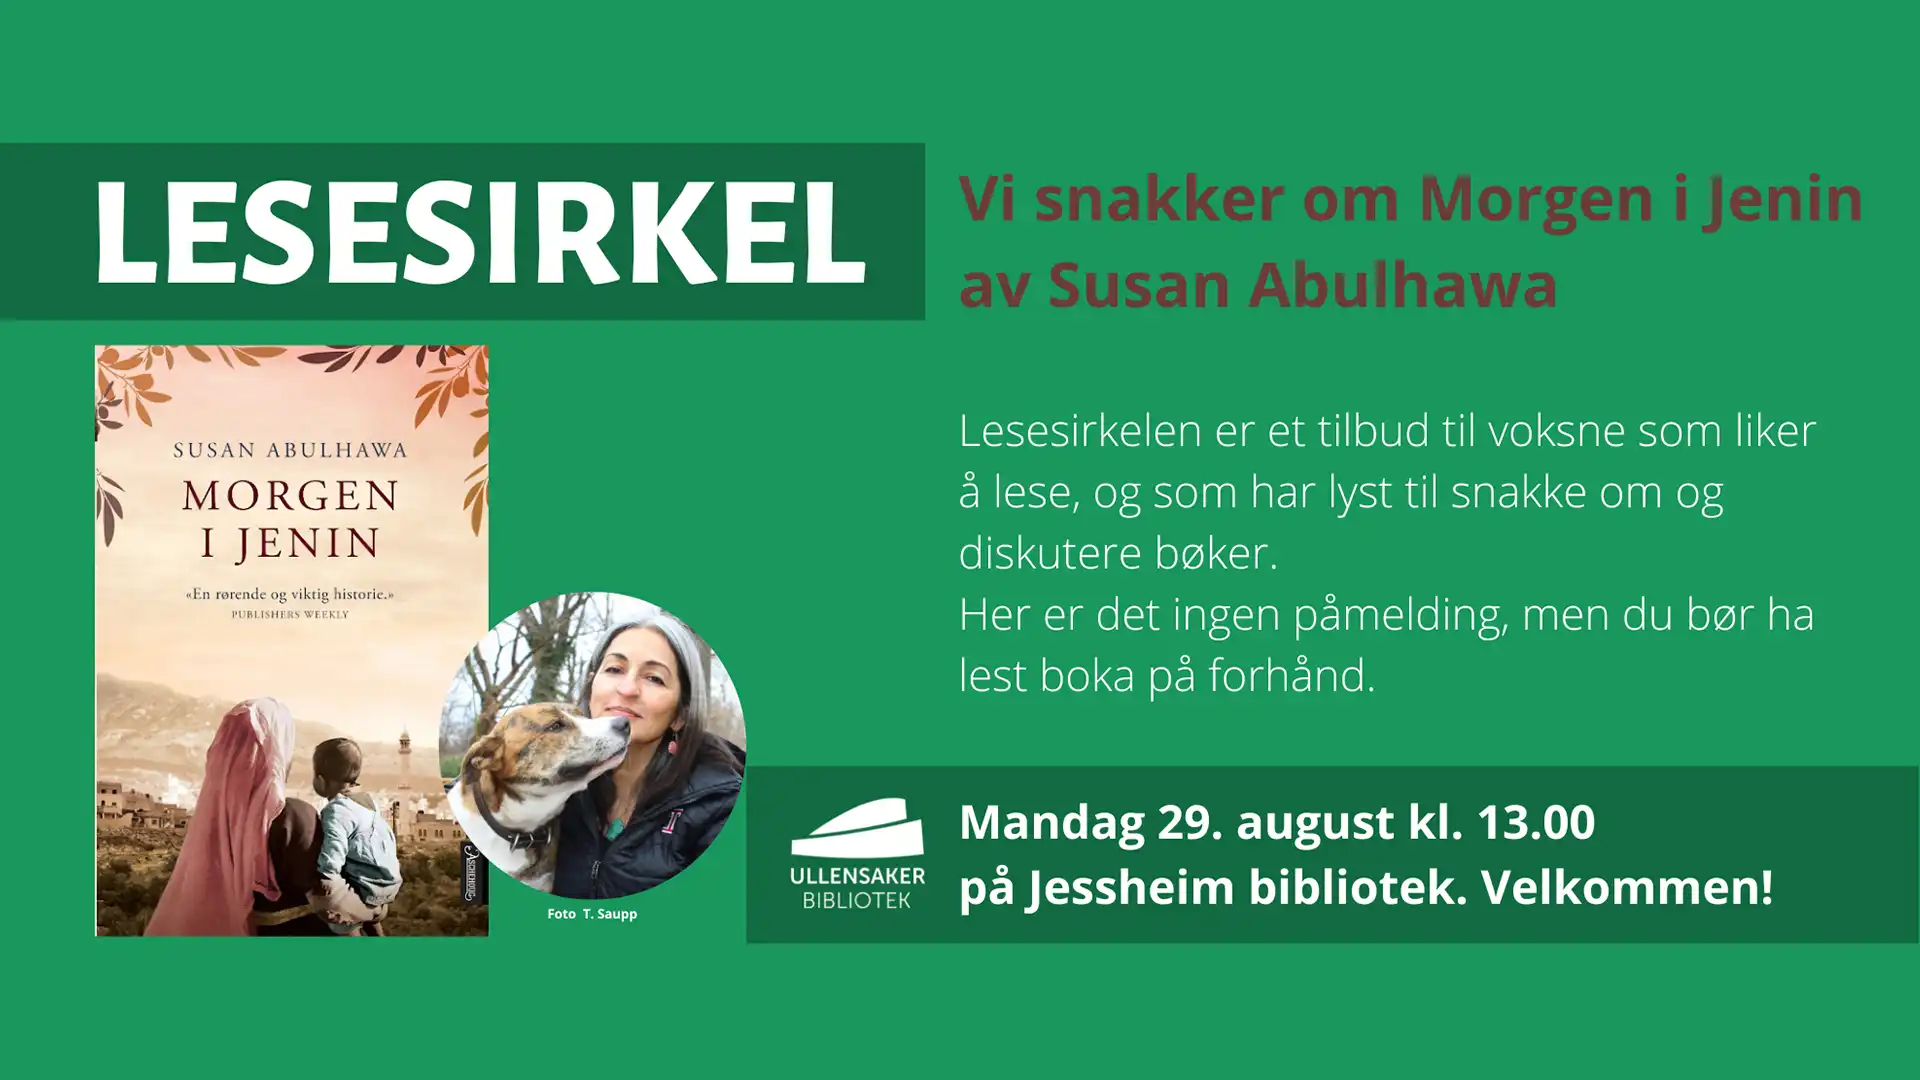 LESESIRKEL
Vi snakker om Morgen i Jenin
av Susan Abulhawa
SUSAN ABULHAWA
MORGEN
I JENIN
«En rørende og viktig historie.»
PUBLISHERS WEEKLY
ASCHEHOUG
Foto T. Saupp
Lesesirkelen er et tilbud til voksne som liker
å lese, og som har lyst til snakke om og
diskutere bøker.
Her er det ingen påmelding, men du bør ha
lest boka på forhånd.
ULLENSAKER
BIBLIOTEK
Mandag 29. august kl. 13.00
på Jessheim bibliotek. Velkommen!